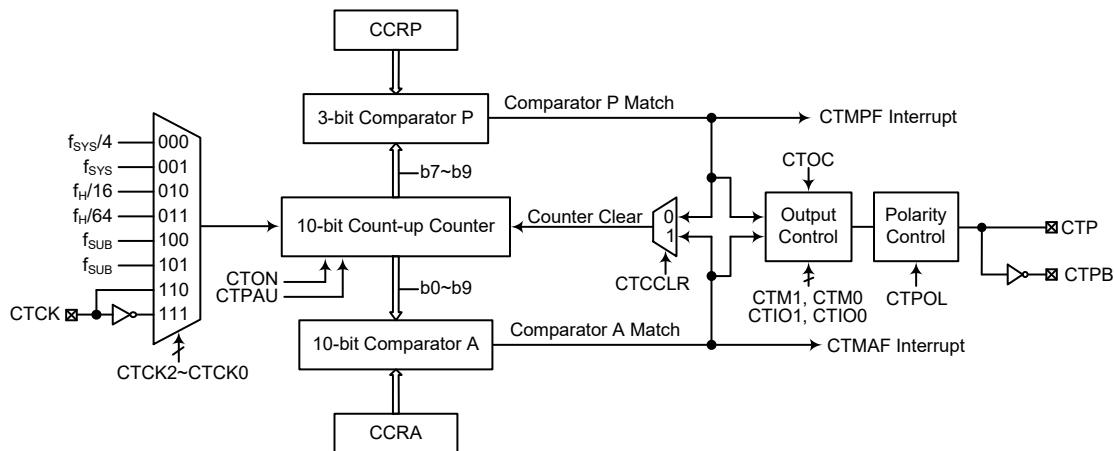 CCRP
3-bit Comparator P
Comparator P Match
CTMPF Interrupt
b7~b9
fSYS/4 000
fSYS 001
fH/16 010
fH/64 011
fSUB 100
fSUB 101
110
111
CTCK
CTCK2~CTCK0
10-bit Count-up Counter
CTON
CTPAU
Counter Clear
0
1
CTCCLR
CTOC
Output
Control
CTM1, CTM0
CTIO1, CTIO0
Polarity
Control
CTPOL
CTP
CTPB
b0~b9
10-bit Comparator A
Comparator A Match
CTMAF Interrupt
CCRA